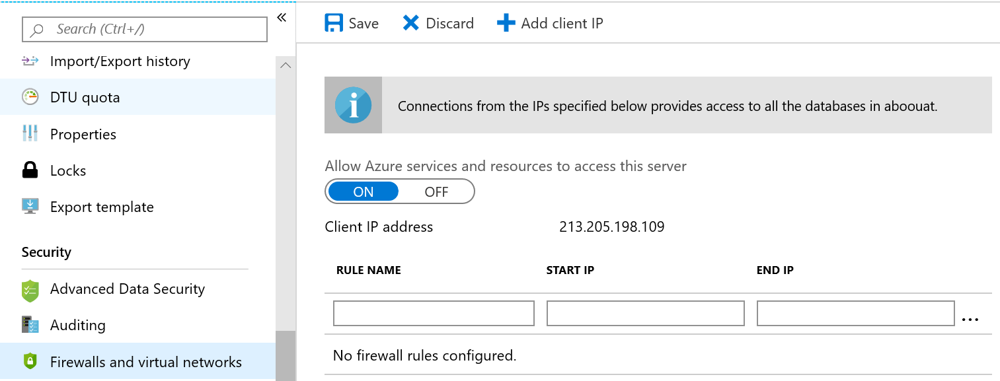 «
Search (Ctrl+/)
Import/Export history
DTU quota
Properties
Locks
Export template
Security
Advanced Data Security
Auditing
Firewalls and virtual networks
Save Discard Add client IP
Connections from the IPs specified below provides access to all the databases in aboouat.
Allow Azure services and resources to access this server
ON OFF
Client IP address 213.205.198.109
RULE NAME START IP END IP
...
No firewall rules configured.